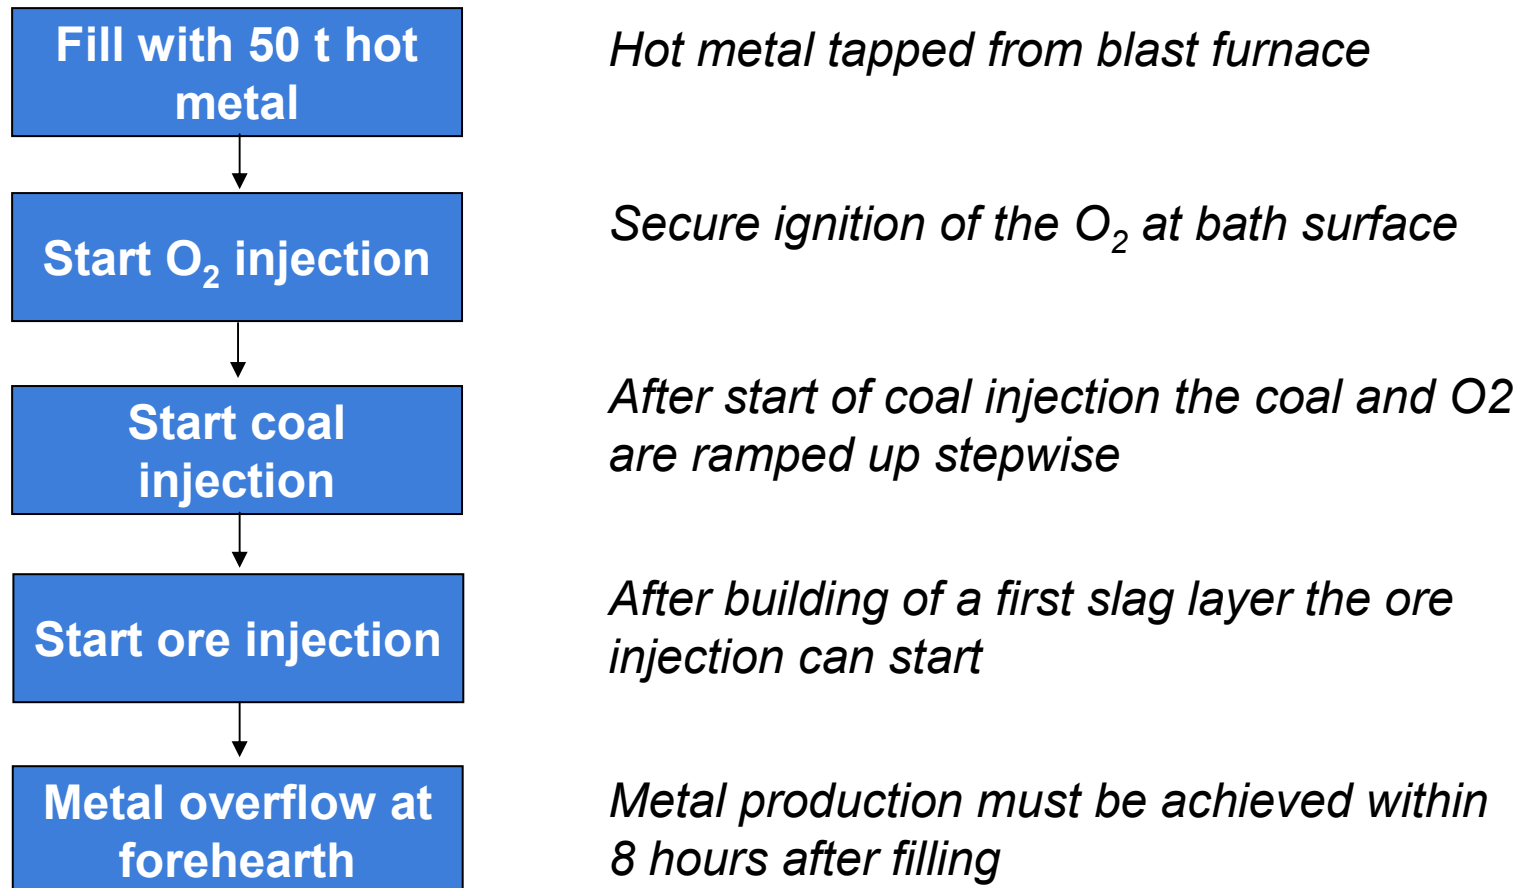 Fill with 50 t hot
metal
Hot metal tapped from blast furnace
Start O₂ injection
Secure ignition of the O₂ at bath surface
Start coal
injection
After start of coal injection the coal and O2
are ramped up stepwise
Start ore injection
After building of a first slag layer the ore
injection can start
Metal overflow at
forehearth
Metal production must be achieved within
8 hours after filling